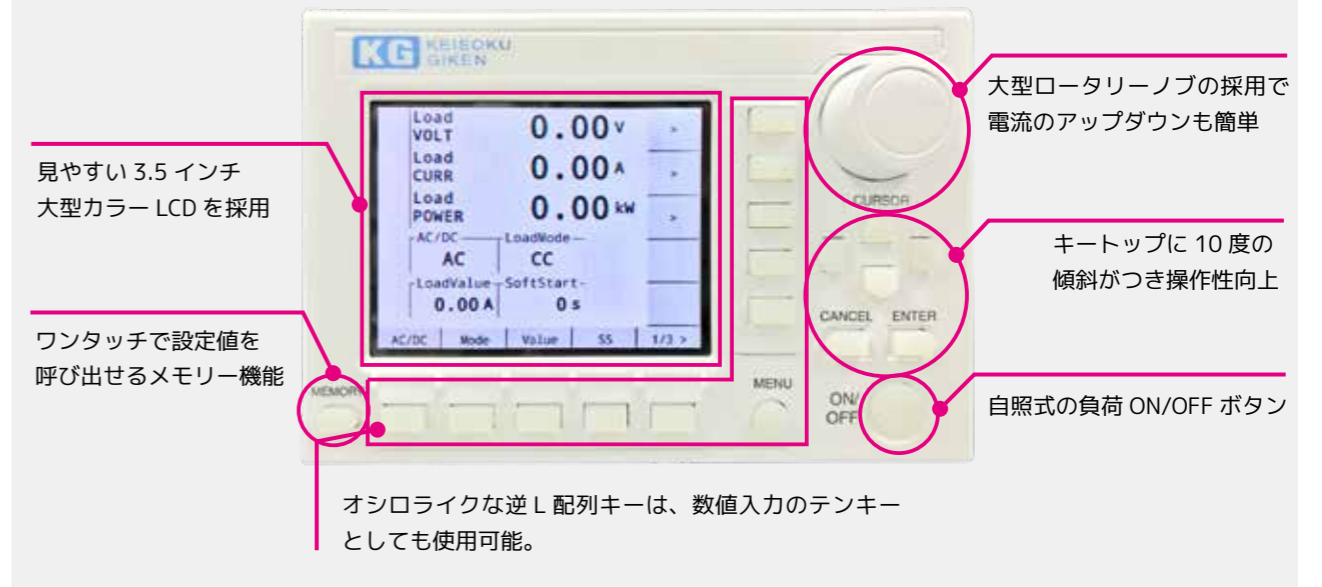 KG KEISOKU
GIKEN
大型ロータリーノブの採用で
電流のアップダウンも簡単
見やすい 3.5 インチ
大型カラー LCD を採用
Load
VOLT 0.00 V >
Load
CURR 0.00 A >
Load
POWER 0.00 kW >
AC/DC LoadMode
AC CC
LoadValue SoftStart
0.00 A 0 s
AC/DC Mode Value SS 1/3 >
CURSOR
キートップに 10 度の
傾斜がつき操作性向上
CANCEL ENTER
ワンタッチで設定値を
呼び出せるメモリー機能
MEMORY
MENU
ON/
OFF
自照式の負荷 ON/OFF ボタン
オシロライクな逆 L 配列キーは、数値入力のテンキー
としても使用可能。